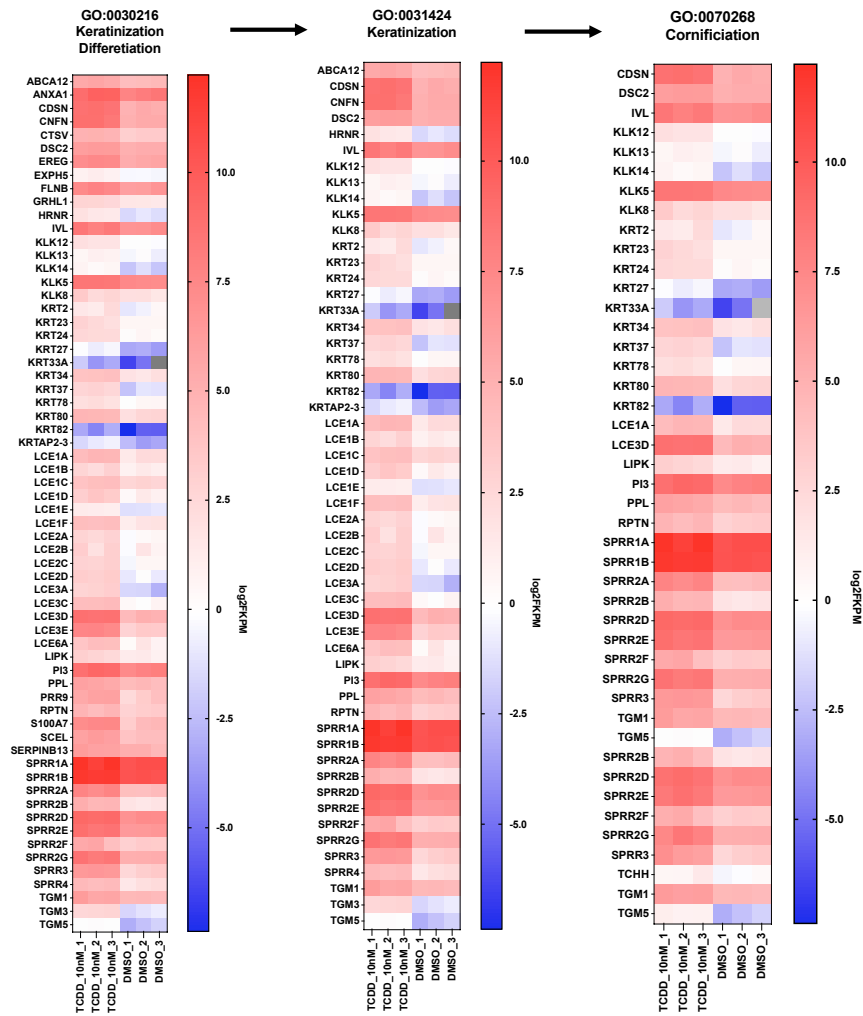 GO:0030216
Keratinization
Differetiation
GO:0031424
Keratinization
GO:0070268
Cornificiation
ABCA12
ANXA1
CDSN
CNFN
CTSV
DSC2
EREG
EXPH5
FLNB
GRHL1
HRNR
IVL
KLK12
KLK13
KLK14
KLK5
KLK8
KRT2
KRT23
KRT24
KRT27
KRT33A
KRT34
KRT37
KRT78
KRT80
KRT82
KRTAP2-3
LCE1A
LCE1B
LCE1C
LCE1D
LCE1E
LCE1F
LCE2A
LCE2B
LCE2C
LCE2D
LCE3A
LCE3C
LCE3D
LCE3E
LCE6A
LIPK
PI3
PPL
PRR9
RPTN
S100A7
SCEL
SERPINB13
SPRR1A
SPRR1B
SPRR2A
SPRR2B
SPRR2D
SPRR2E
SPRR2F
SPRR2G
SPRR3
SPRR4
TGM1
TGM3
TGM5
TCDD_10nM_1
TCDD_10nM_2
TCDD_10nM_3
DMSO_1
DMSO_2
DMSO_3
10.0
7.5
5.0
2.5
0
-2.5
-5.0
log2FKPM
ABCA12
CDSN
CNFN
DSC2
HRNR
IVL
KLK12
KLK13
KLK14
KLK5
KLK8
KRT2
KRT23
KRT24
KRT27
KRT33A
KRT34
KRT37
KRT78
KRT80
KRT82
KRTAP2-3
LCE1A
LCE1B
LCE1C
LCE1D
LCE1E
LCE1F
LCE2A
LCE2B
LCE2C
LCE2D
LCE3A
LCE3C
LCE3D
LCE3E
LCE6A
LIPK
PI3
PPL
RPTN
SPRR1A
SPRR1B
SPRR2A
SPRR2B
SPRR2D
SPRR2E
SPRR2F
SPRR2G
SPRR3
SPRR4
TGM1
TGM3
TGM5
TCDD_10nM_1
TCDD_10nM_2
TCDD_10nM_3
DMSO_1
DMSO_2
DMSO_3
10.0
7.5
5.0
2.5
0
-2.5
-5.0
log2FKPM
CDSN
DSC2
IVL
KLK12
KLK13
KLK14
KLK5
KLK8
KRT2
KRT23
KRT24
KRT27
KRT33A
KRT34
KRT37
KRT78
KRT80
KRT82
LCE1A
LCE3D
LIPK
PI3
PPL
RPTN
SPRR1A
SPRR1B
SPRR2A
SPRR2B
SPRR2D
SPRR2E
SPRR2F
SPRR2G
SPRR3
TGM1
TGM5
SPRR2B
SPRR2D
SPRR2E
SPRR2F
SPRR2G
SPRR3
TCHH
TGM1
TGM5
TCDD_10nM_1
TCDD_10nM_2
TCDD_10nM_3
DMSO_1
DMSO_2
DMSO_3
10.0
7.5
5.0
2.5
0
-2.5
-5.0
log2FKPM